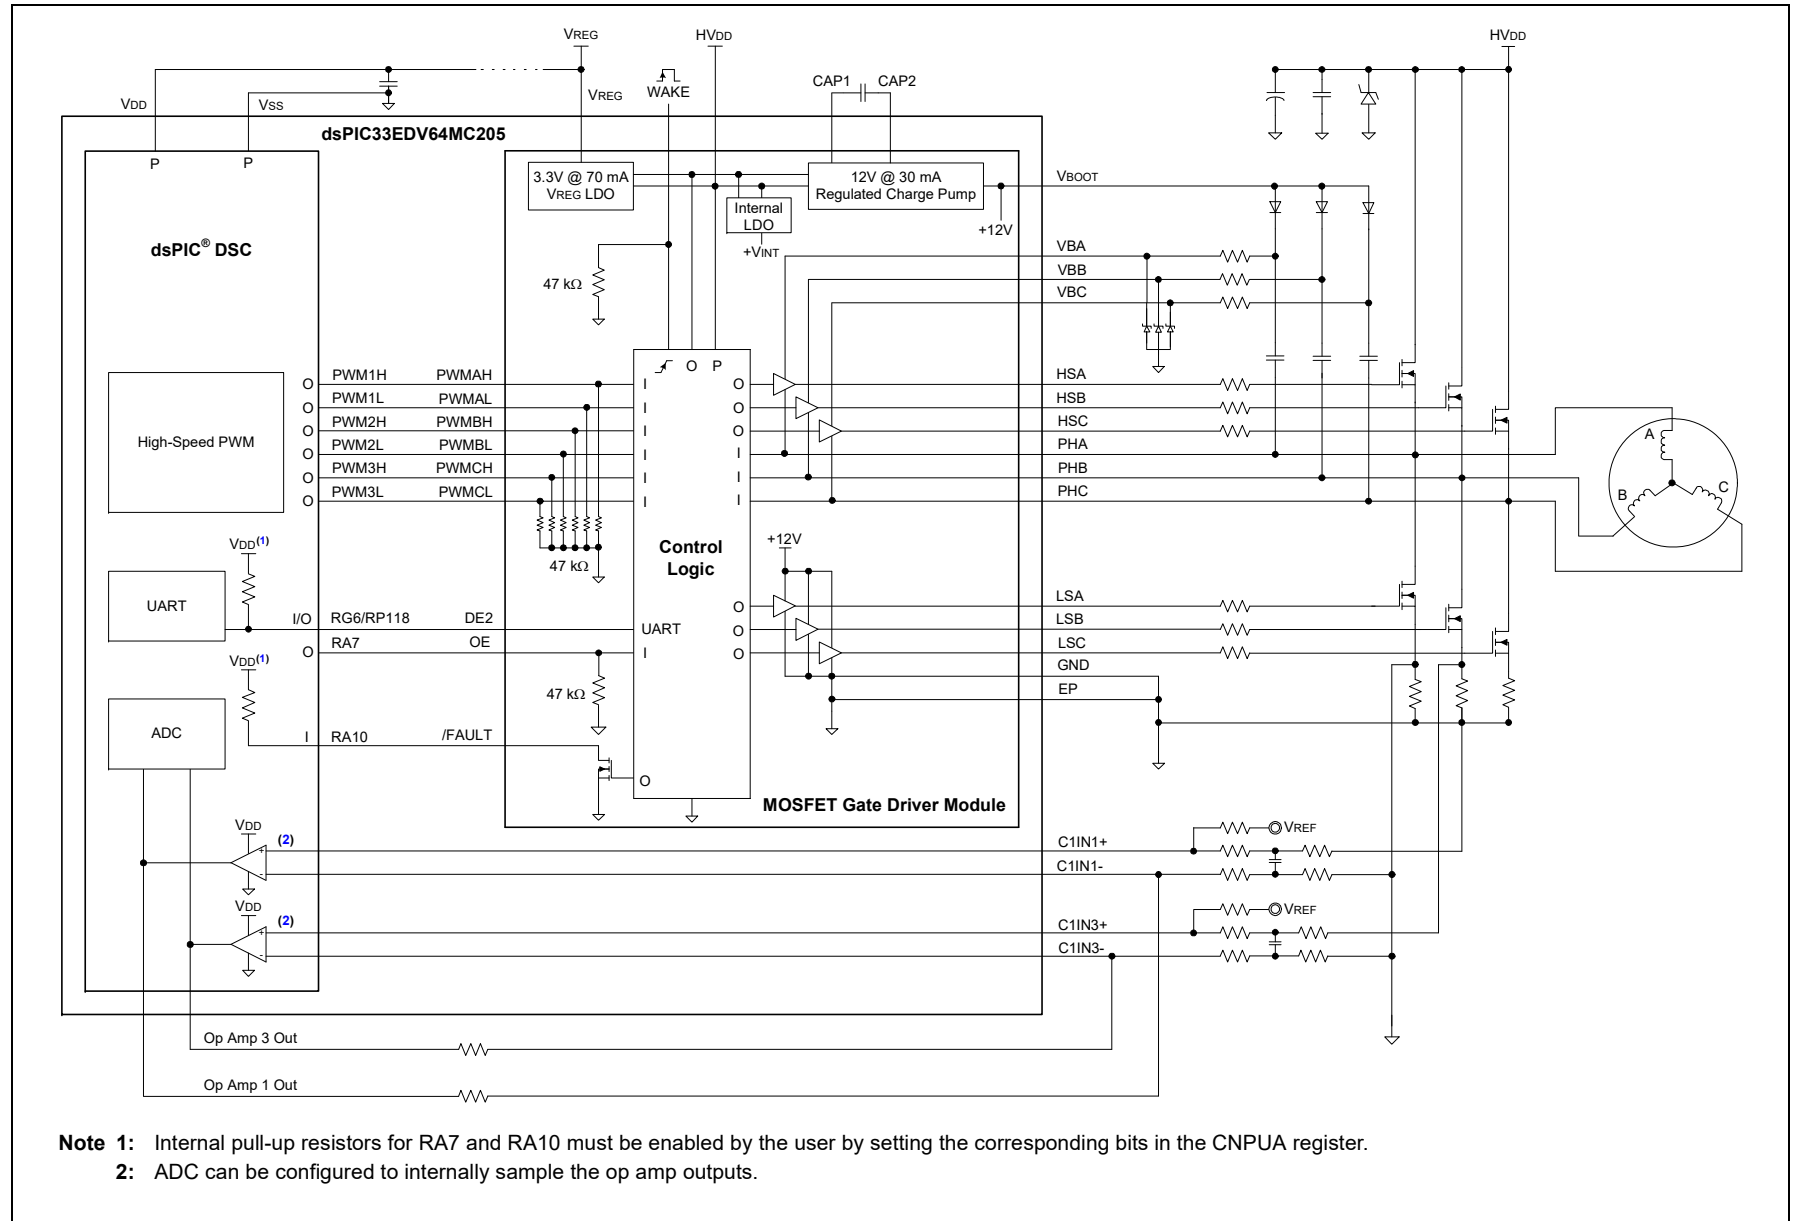 VREG
HVDD
HVDD
WAKE
CAP1
CAP2
VREG
VDD
VSS
dsPIC33EDV64MC205
P
P
3.3V @ 70 mA
VREG LDO
12V @ 30 mA
Regulated Charge Pump
VBOOT
Internal
LDO
+12V
dsPIC® DSC
+VINT
VBA
VBB
VBC
47 kΩ
O
P
High-Speed PWM
O PWM1H PWMAH I O HSA
O PWM1L PWMAL I O HSB
O PWM2H PWMBH I O HSC
O PWM2L PWMBL I I PHA
O PWM3H PWMCH I I PHB
O PWM3L PWMCL I I PHC
A
B
C
47 kΩ
Control
Logic
+12V
VDD(1)
UART
I/O RG6/RP118 DE2 UART
O RA7 OE I
O LSA
O LSB
O LSC
GND
EP
VDD(1)
47 kΩ
ADC
I RA10 /FAULT
O
MOSFET Gate Driver Module
VDD
(2)
+
-
C1IN1+
C1IN1-
VREF
VDD
(2)
+
-
C1IN3+
C1IN3-
VREF
Op Amp 3 Out
Op Amp 1 Out
Note 1: Internal pull-up resistors for RA7 and RA10 must be enabled by the user by setting the corresponding bits in the CNPUA register.
2: ADC can be configured to internally sample the op amp outputs.